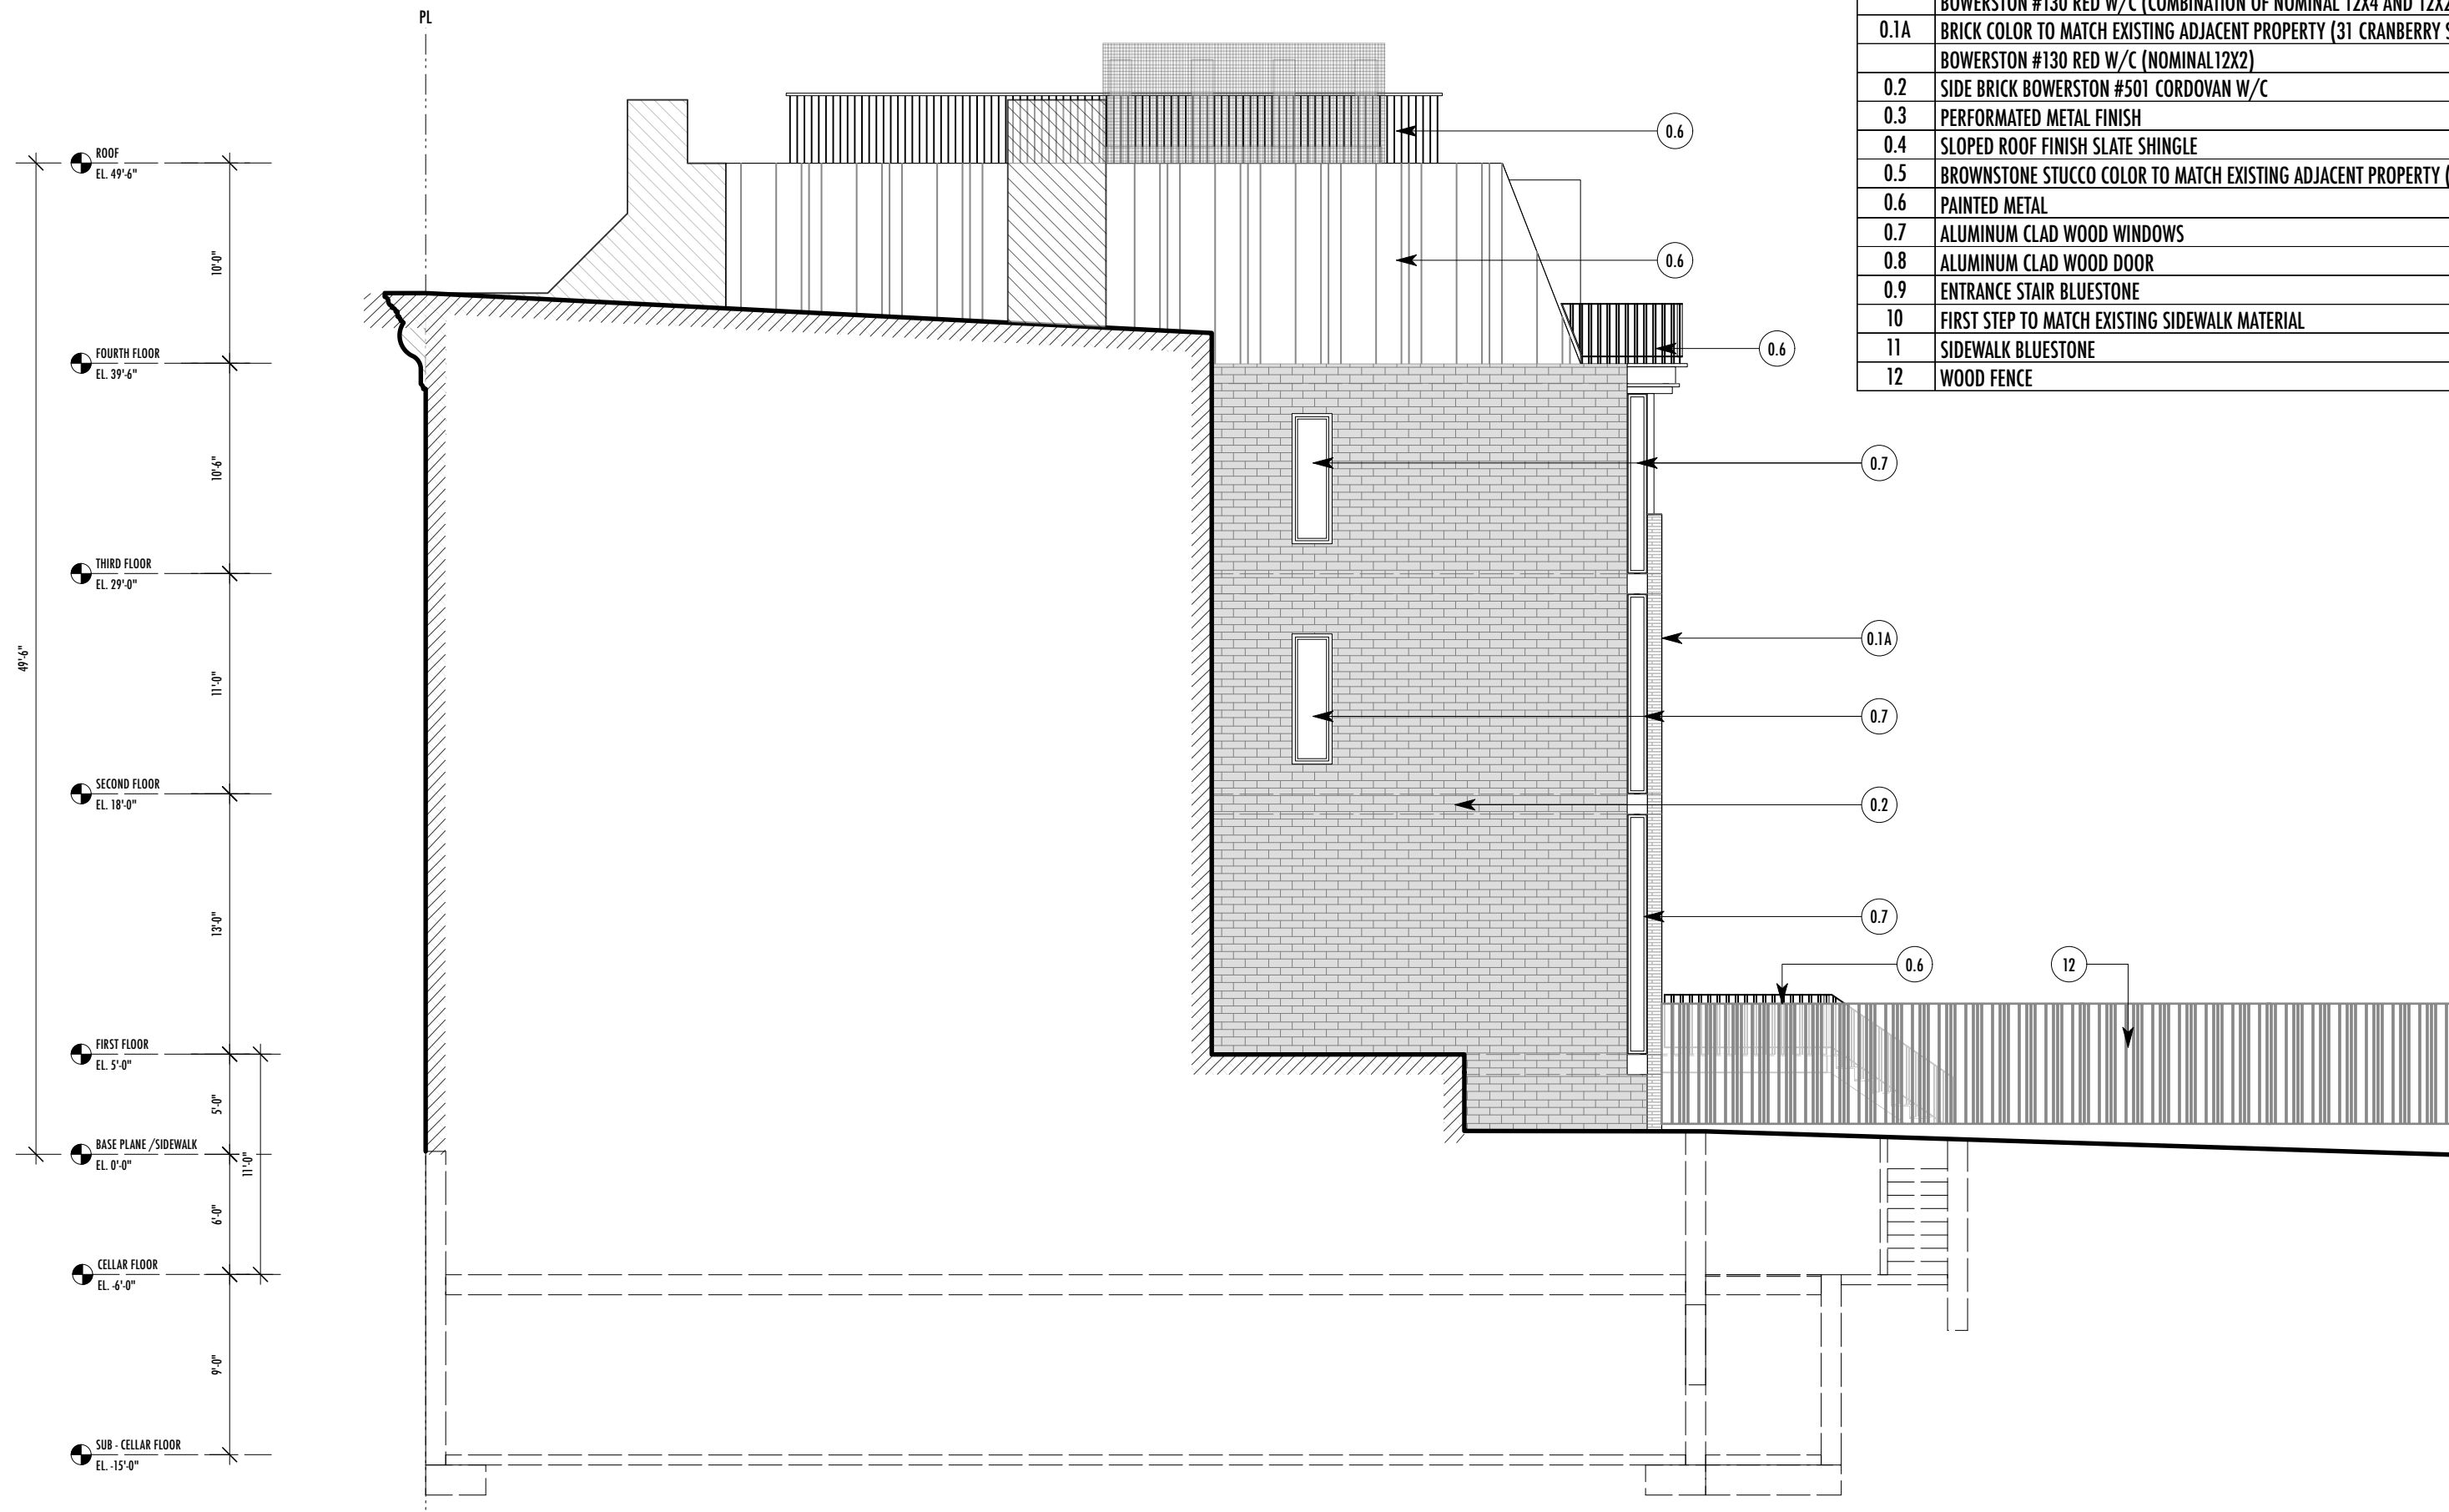 PL
BOWERSTON #130 RED W/C (COMBINATION OF NOMINAL 12X4 AND 12X2
0.1A BRICK COLOR TO MATCH EXISTING ADJACENT PROPERTY (31 CRANBERRY S
BOWERSTON #130 RED W/C (NOMINAL12X2)
0.2 SIDE BRICK BOWERSTON #501 CORDOVAN W/C
0.3 PERFORMATED METAL FINISH
0.4 SLOPED ROOF FINISH SLATE SHINGLE
0.5 BROWNSTONE STUCCO COLOR TO MATCH EXISTING ADJACENT PROPERTY (
0.6 PAINTED METAL
0.7 ALUMINUM CLAD WOOD WINDOWS
0.8 ALUMINUM CLAD WOOD DOOR
0.9 ENTRANCE STAIR BLUESTONE
10 FIRST STEP TO MATCH EXISTING SIDEWALK MATERIAL
11 SIDEWALK BLUESTONE
12 WOOD FENCE
ROOF
EL. 49'-6"
10'-0"
FOURTH FLOOR
EL. 39'-6"
10'-6"
THIRD FLOOR
EL. 29'-0"
49'-6"
11'-0"
SECOND FLOOR
EL. 18'-0"
13'-0"
FIRST FLOOR
EL. 5'-0"
5'-0"
BASE PLANE /SIDEWALK
EL. 0'-0"
11'-0"
6'-0"
CELLAR FLOOR
EL. -6'-0"
9'-0"
SUB - CELLAR FLOOR
EL. -15'-0"
0.6
0.6
0.6
0.7
0.1A
0.7
0.2
0.7
0.6
12